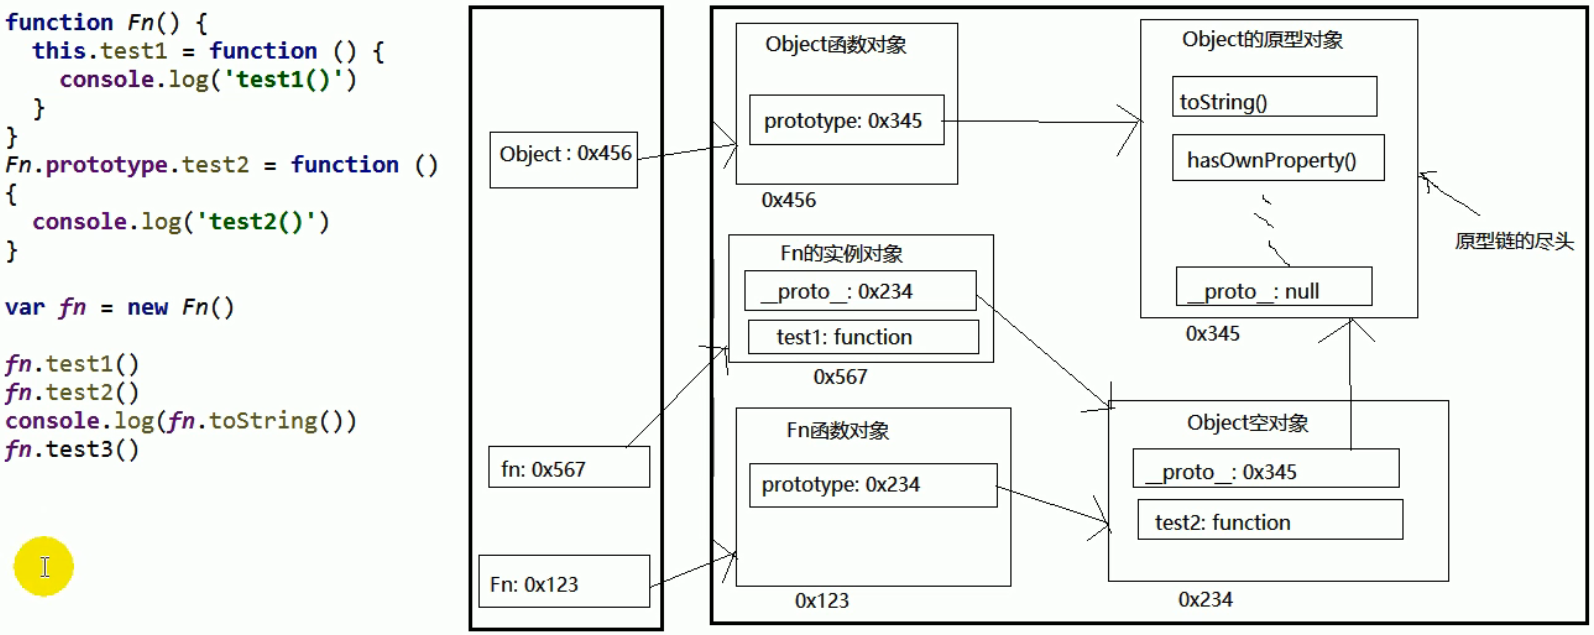 function Fn() {
this.test1 = function () {
console.log('test1()')
}
}
Fn.prototype.test2 = function ()
{
console.log('test2()')
}
var fn = new Fn()
fn.test1()
fn.test2()
console.log(fn.toString())
fn.test3()
Object : 0x456
fn: 0x567
Fn: 0x123
Object函数对象
prototype: 0x345
0x456
Fn的实例对象
__proto__: 0x234
test1: function
0x567
Fn函数对象
prototype: 0x234
0x123
Object的原型对象
toString()
hasOwnProperty()
__proto__: null
0x345
原型链的尽头
Object空对象
__proto__: 0x345
test2: function
0x234